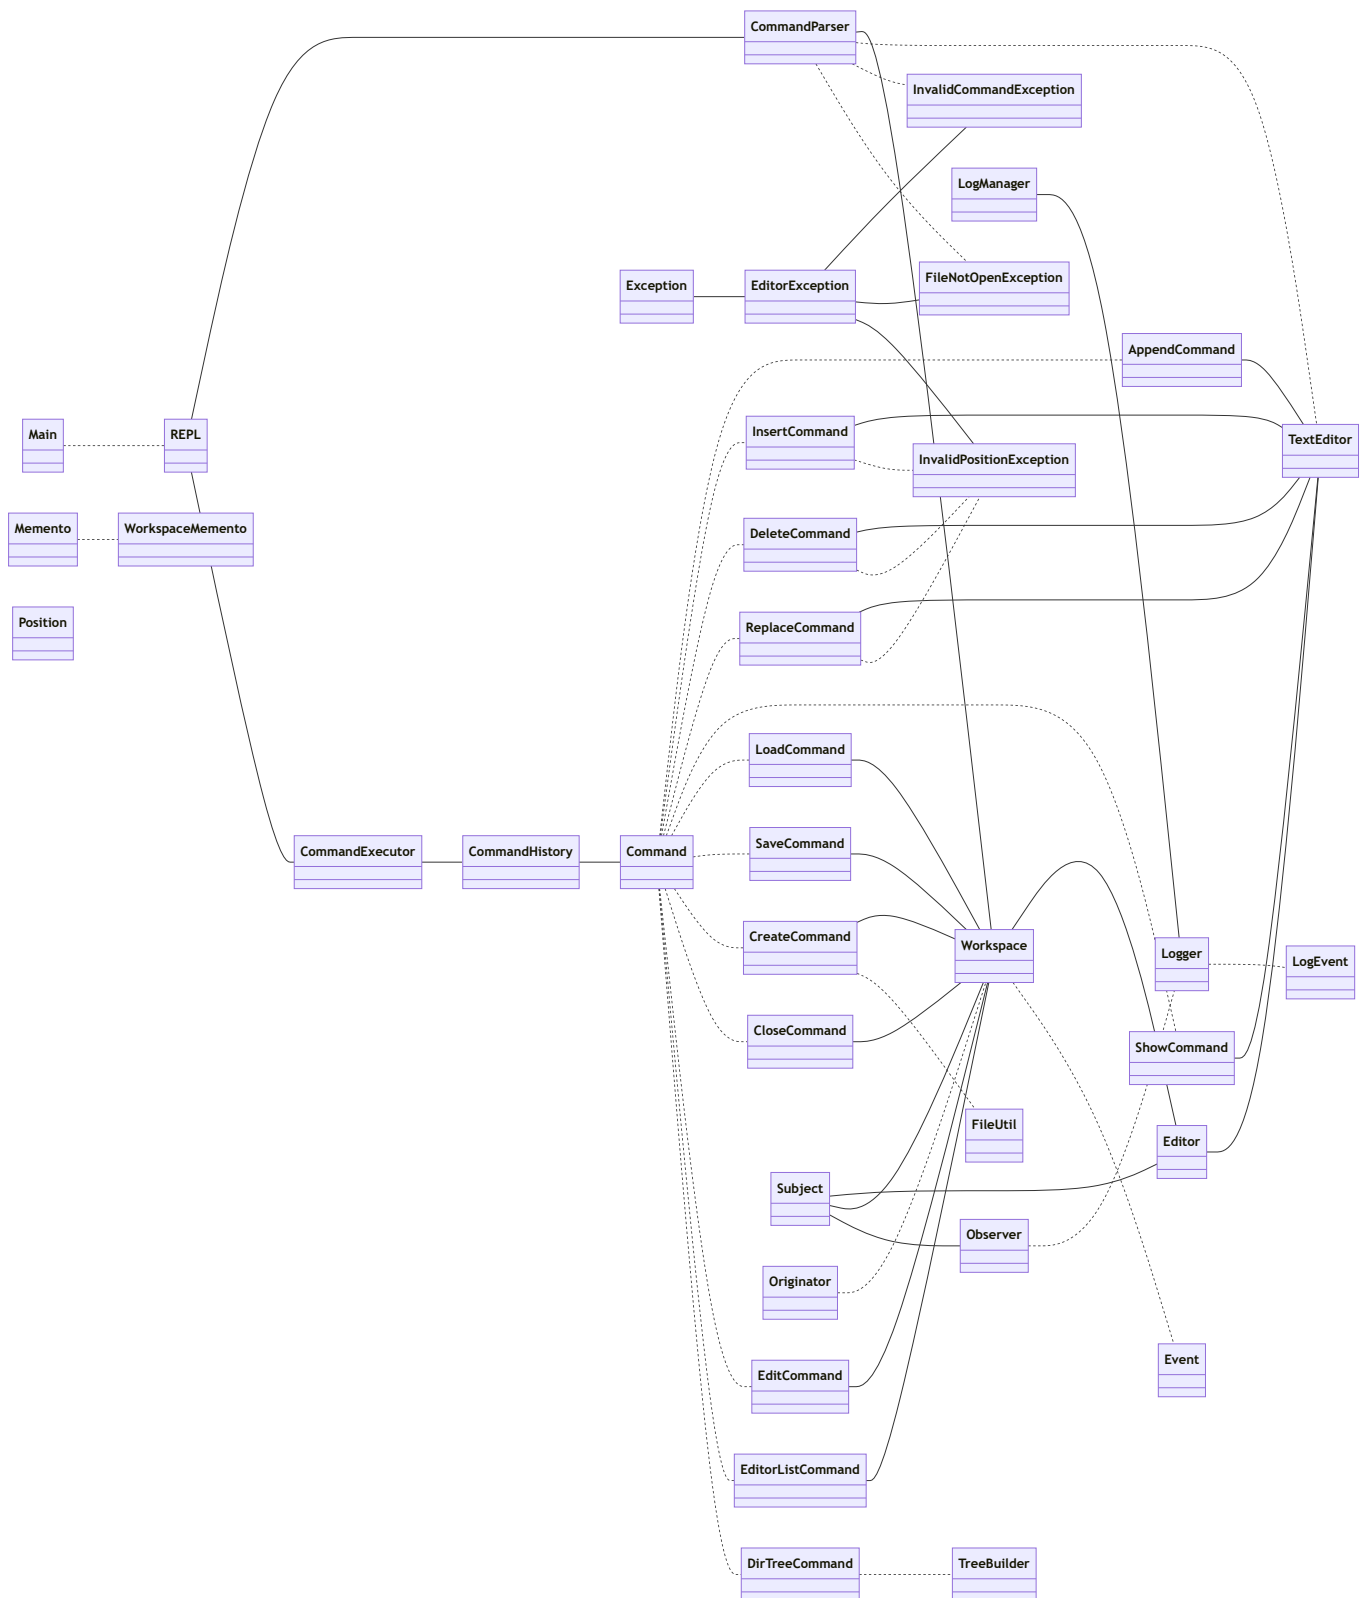 CommandParser
InvalidCommandException
LogManager
Exception
EditorException
FileNotOpenException
AppendCommand
Main
REPL
InsertCommand
InvalidPositionException
TextEditor
Memento
WorkspaceMemento
DeleteCommand
Position
ReplaceCommand
LoadCommand
CommandExecutor
CommandHistory
Command
SaveCommand
CreateCommand
Workspace
Logger
LogEvent
CloseCommand
ShowCommand
FileUtil
Editor
Subject
Observer
Originator
EditCommand
Event
EditorListCommand
DirTreeCommand
TreeBuilder